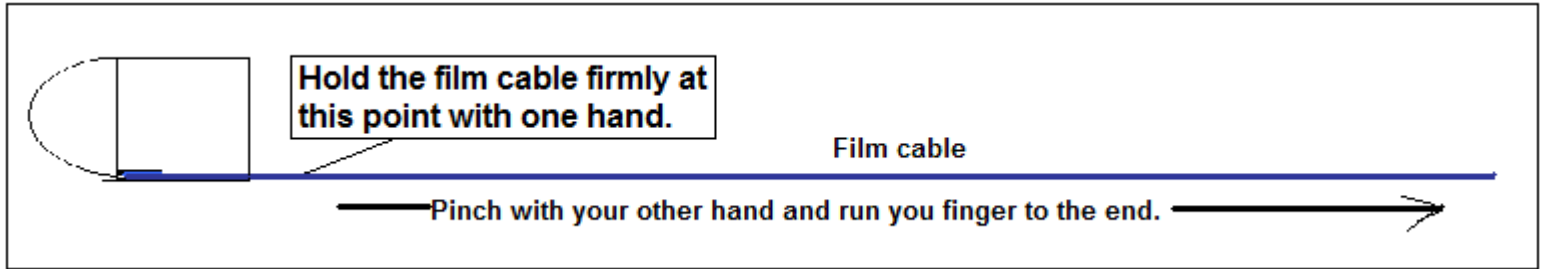 Hold the film cable firmly at
this point with one hand.
Film cable
Pinch with your other hand and run you finger to the end.